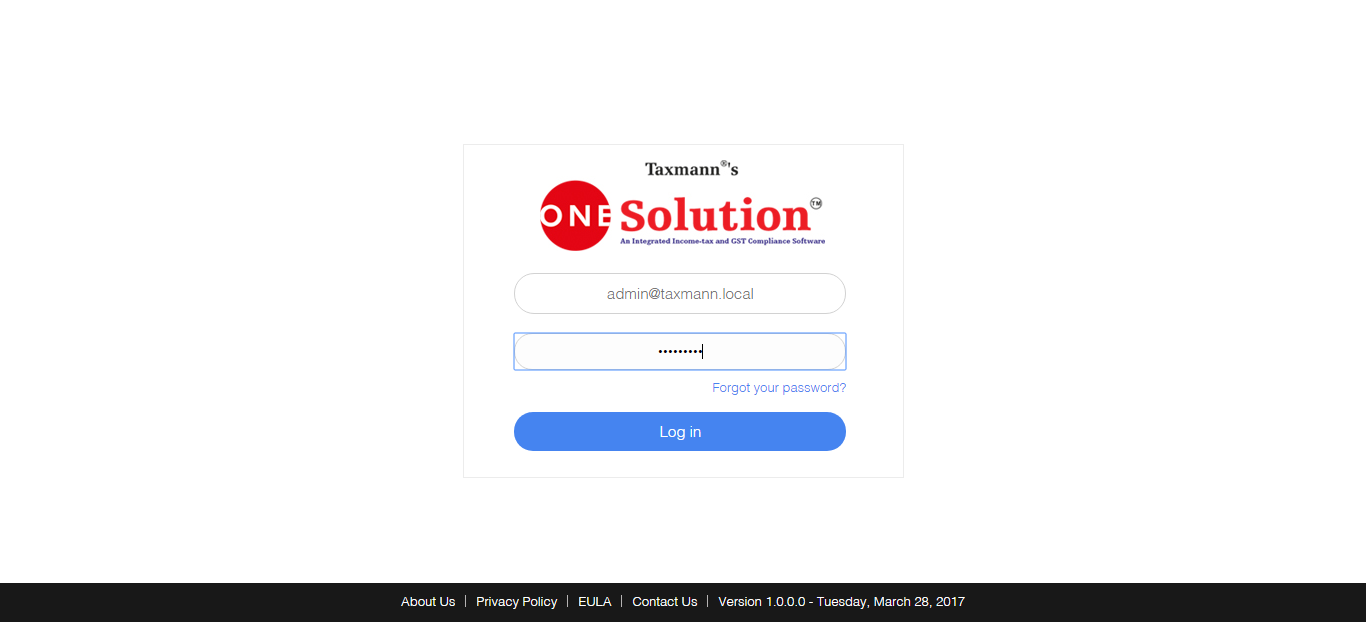 Taxmann®'s
ONE Solution™
An Integrated Income-tax and GST Compliance Software
admin@taxmann.local
•••••••••
Forgot your password?
Log in
About Us | Privacy Policy | EULA | Contact Us | Version 1.0.0.0 - Tuesday, March 28, 2017